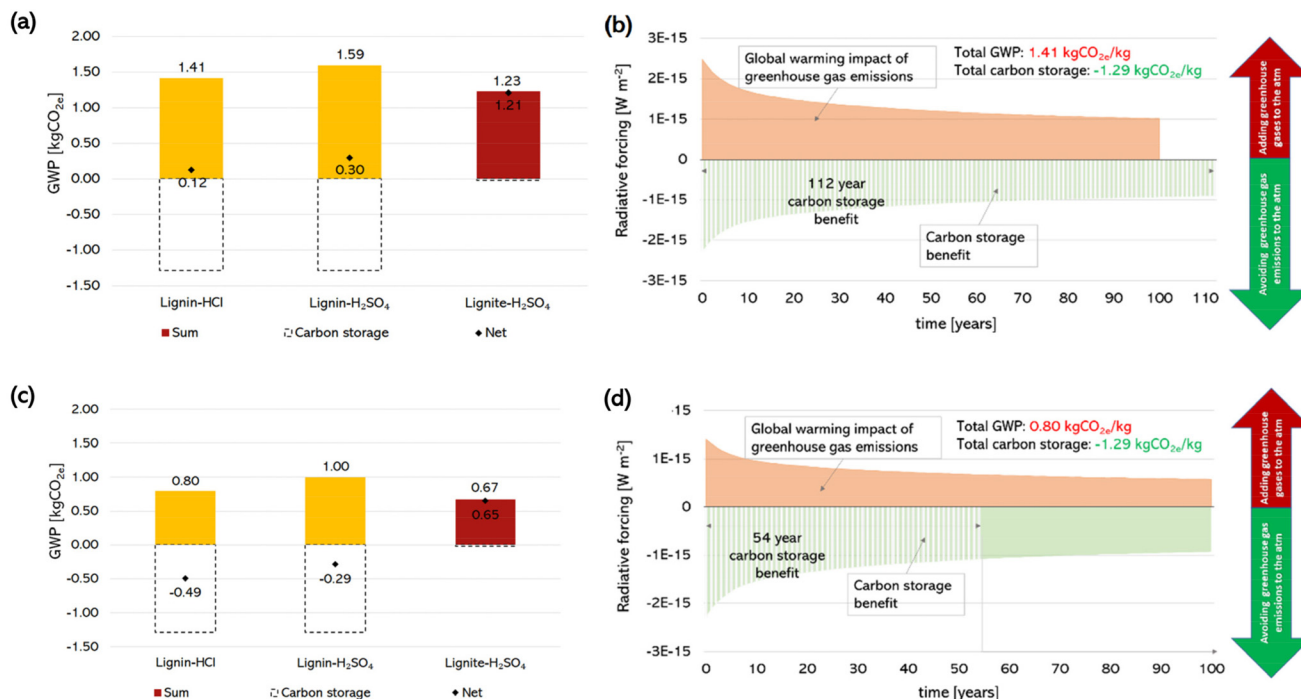 (a)
GWP [kgCO2e]
2.00
1.50
1.00
0.50
0.00
-0.50
-1.00
-1.50
1.41
0.12
1.59
0.30
1.23
1.21
Lignin-HCl
Lignin-H₂SO₄
Lignite-H₂SO₄
Sum
Carbon storage
Net
(b)
Radiative forcing [W m⁻²]
3E-15
2E-15
1E-15
0
-1E-15
-2E-15
-3E-15
Global warming impact of
greenhouse gas emissions
Total GWP: 1.41 kgCO2e/kg
Total carbon storage: -1.29 kgCO2e/kg
112 year
carbon storage
benefit
Carbon storage
benefit
0 10 20 30 40 50 60 70 80 90 100 110
time [years]
Adding greenhouse
gases to the atm
Avoiding greenhouse gas
emissions to the atm
(c)
GWP [kgCO2e]
2.00
1.50
1.00
0.50
0.00
-0.50
-1.00
-1.50
0.80
-0.49
1.00
-0.29
0.67
0.65
Lignin-HCl
Lignin-H₂SO₄
Lignite-H₂SO₄
Sum
Carbon storage
Net
(d)
Radiative forcing [W m⁻²]
-15
1E-15
0
-1E-15
-2E-15
-3E-15
Global warming impact of
greenhouse gas emissions
Total GWP: 0.80 kgCO2e/kg
Total carbon storage: -1.29 kgCO2e/kg
54 year
carbon storage
benefit
Carbon storage
benefit
0 10 20 30 40 50 60 70 80 90 100
time [years]
Adding greenhouse
gases to the atm
Avoiding greenhouse gas
emissions to the atm